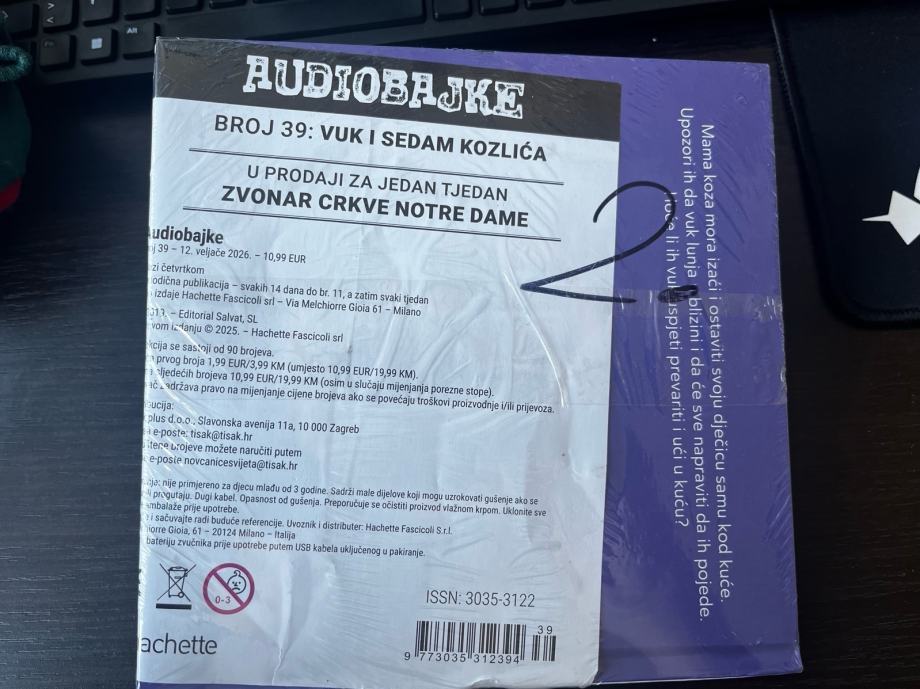 AUDIOBAJKE
BROJ 39: VUK I SEDAM KOZLIĆA
U PRODAJI ZA JEDAN TJEDAN
ZVONAR CRKVE NOTRE DAME
udiobajke
39 – 12. veljače 2026. – 10,99 EUR
četvrtkom
publikacija – svakih 14 dana do br. 11, a zatim svaki tjedan
izdaje Hachette Fascicoli srl – Via Melchiorre Gioia 61 – Milano
– Editorial Salvat, SL
izdanju © 2025. – Hachette Fascicoli srl
se sastoji od 90 brojeva.
prvog broja 1,99 EUR/3,99 KM (umjesto 10,99 EUR/19,99 KM).
sljedećih brojeva 10,99 EUR/19,99 KM (osim u slučaju mijenjanja porezne stope).
zadržava pravo na mijenjanje cijene brojeva ako se povećaju troškovi proizvodnje i/ili prijevoza.
plus d.o.o., Slavonska avenija 11a, 10 000 Zagreb
e-poste: tisak@tisak.hr
brojeve možete naručiti putem
e-poste novcanicesvijeta@tisak.hr
nije primjereno za djecu mlađu od 3 godine. Sadrži male dijelove koji mogu uzrokovati gušenje ako se
progutaju. Dugi kabel. Opasnost od gušenja. Preporučuje se očistiti proizvod vlažnom krpom. Uklonite sve
prije upotrebe.
i sačuvajte radi buduće referencije. Uvoznik i distributer: Hachette Fascicoli S.r.l.
Gioia, 61 – 20124 Milano – Italija
bateriju zvučnika prije upotrebe putem USB kabela uključenog u pakiranje.
0-3
achette
ISSN: 3035-3122
39
9 773035 312394
2
Mama koza mora izaći i ostaviti svoju dječicu samu kod kuće.
Upozori ih da vuk lunja blizini i da će sve napraviti da ih pojede.
li ih vuk uspjeti prevariti i ući u kuću?